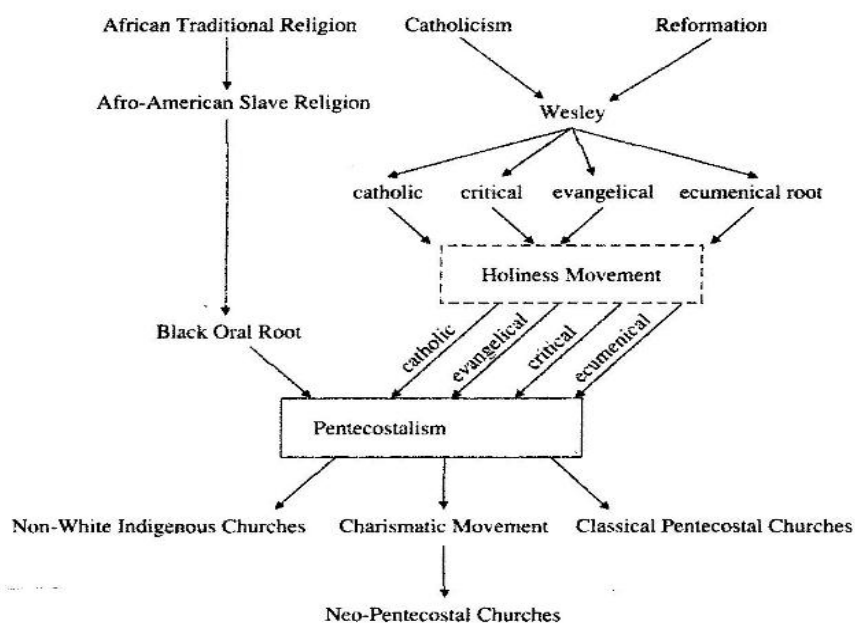 African Traditional Religion
Catholicism
Reformation
Afro-American Slave Religion
Wesley
catholic
critical
evangelical
ecumenical root
Holiness Movement
Black Oral Root
catholic
evangelical
critical
ecumenical
Pentecostalism
Non-White Indigenous Churches
Charismatic Movement
Classical Pentecostal Churches
Neo-Pentecostal Churches